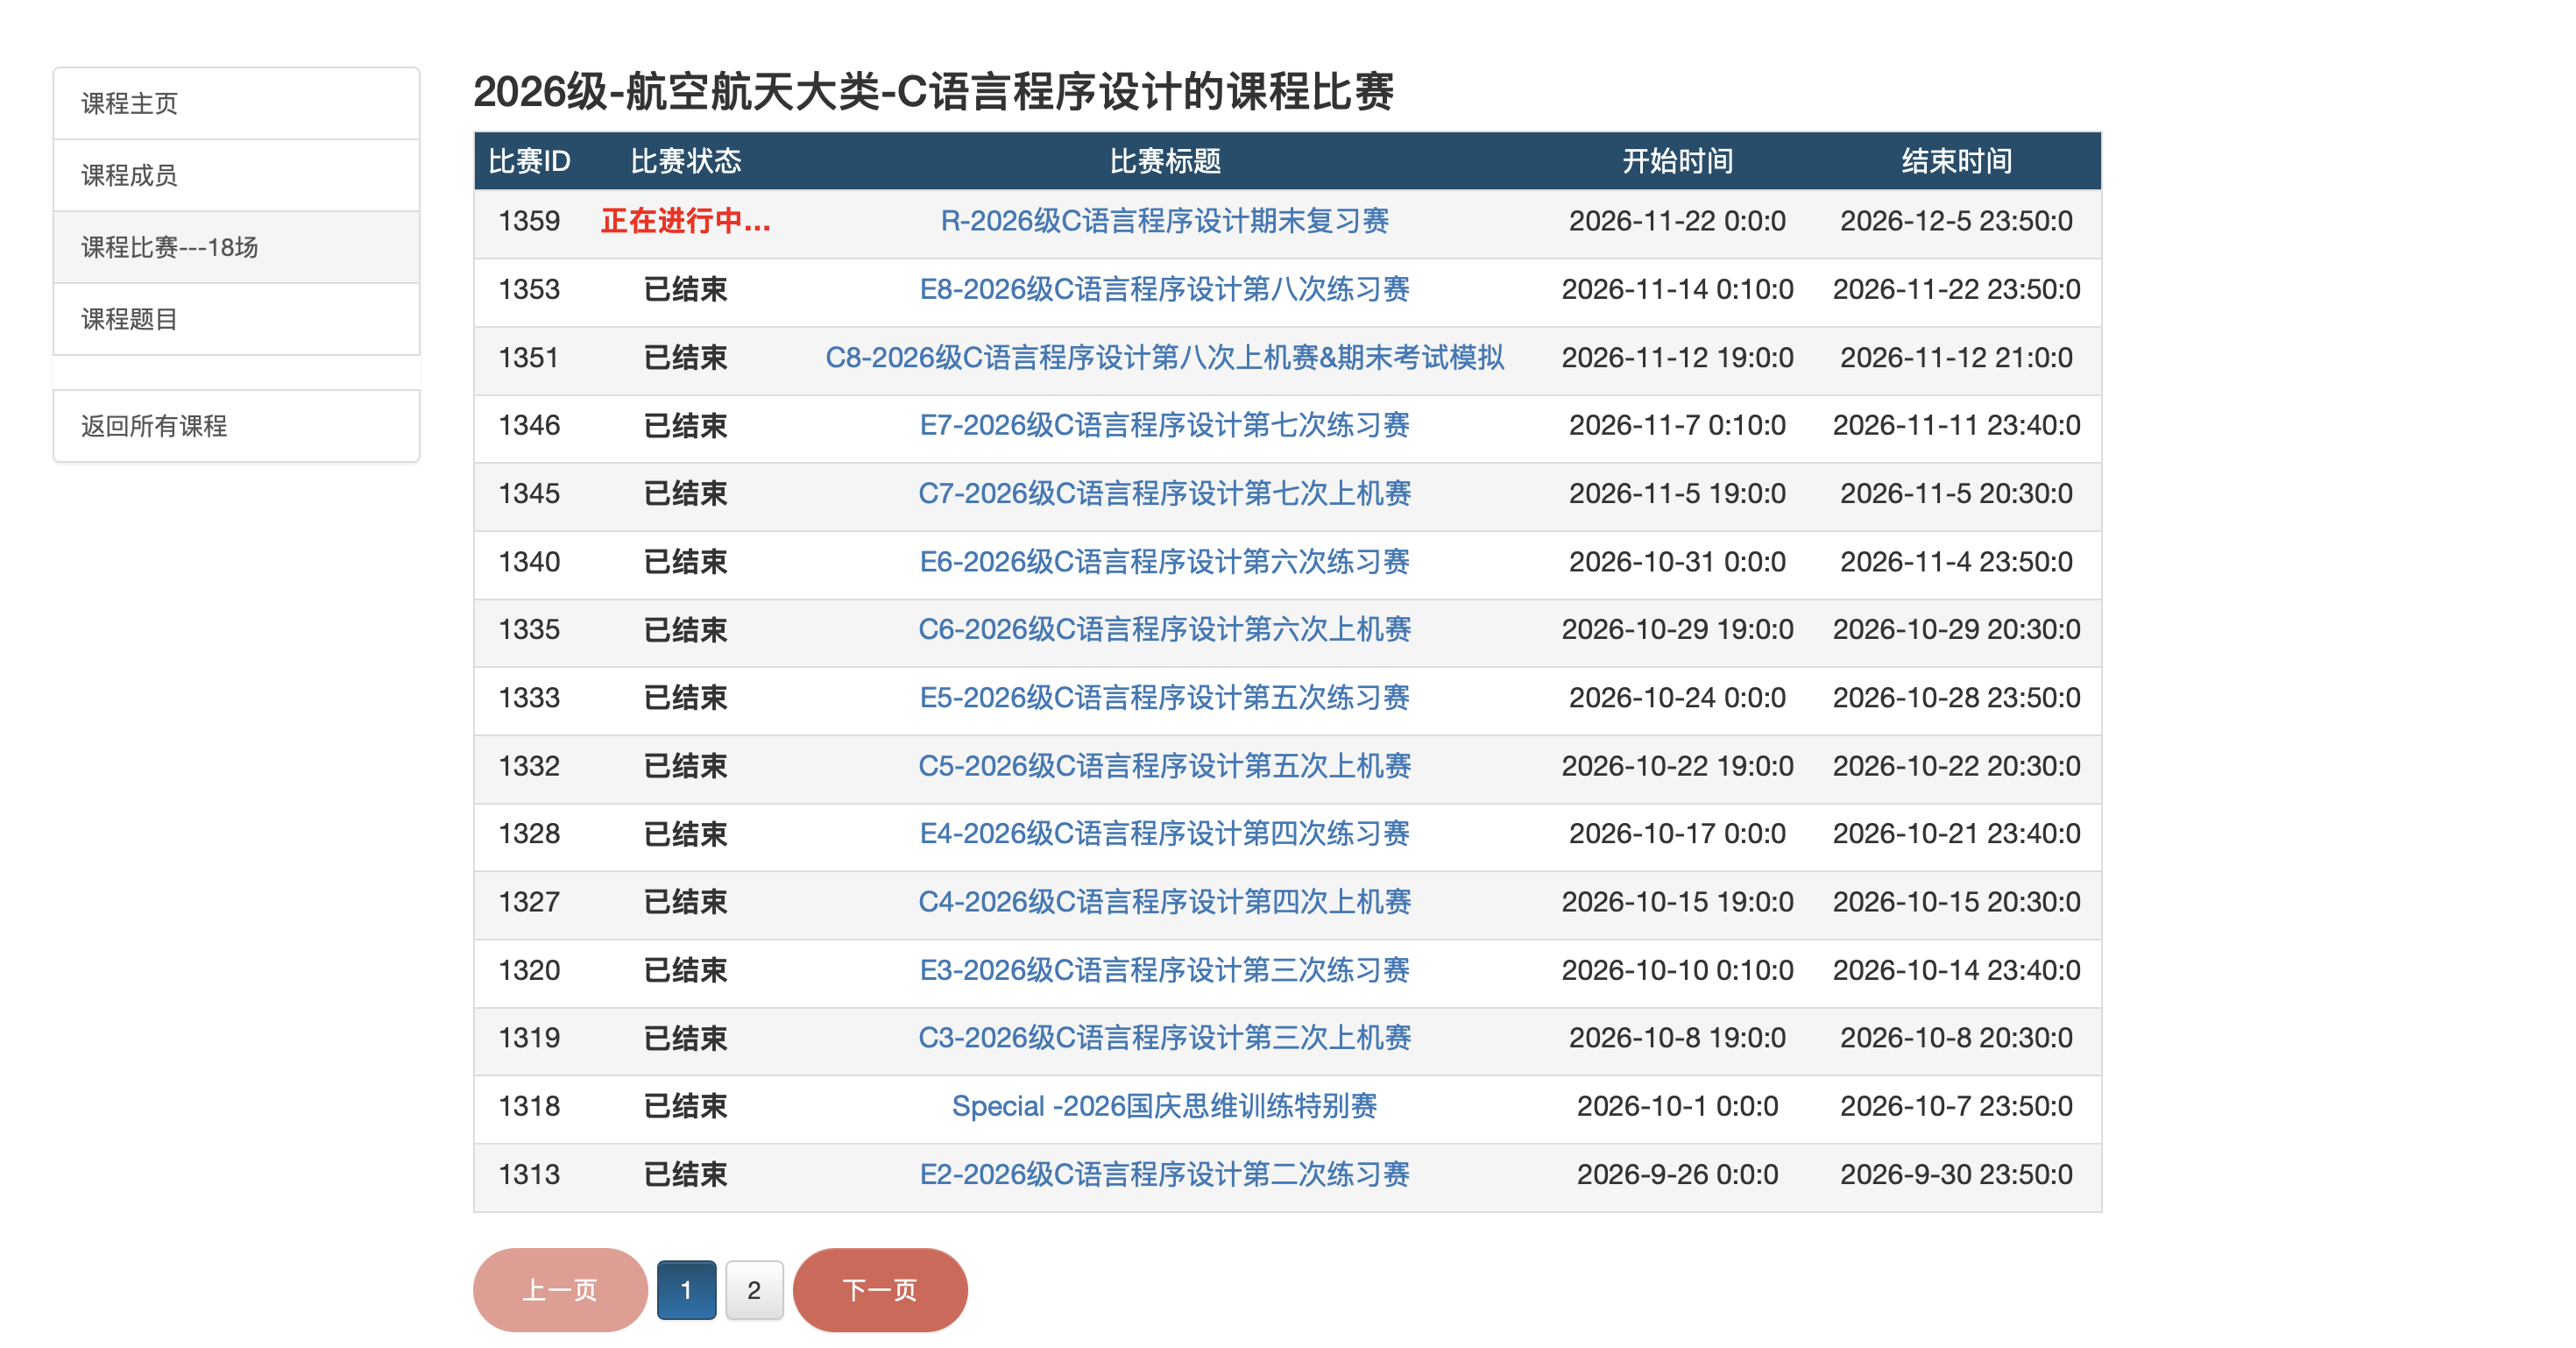 课程主页
课程成员
课程比赛---18场
课程题目
返回所有课程
2026级-航空航天大类-C语言程序设计的课程比赛
比赛ID 比赛状态 比赛标题 开始时间 结束时间
1359 正在进行中... R-2026级C语言程序设计期末复习赛 2026-11-22 0:0:0 2026-12-5 23:50:0
1353 已结束 E8-2026级C语言程序设计第八次练习赛 2026-11-14 0:10:0 2026-11-22 23:50:0
1351 已结束 C8-2026级C语言程序设计第八次上机赛&期末考试模拟 2026-11-12 19:0:0 2026-11-12 21:0:0
1346 已结束 E7-2026级C语言程序设计第七次练习赛 2026-11-7 0:10:0 2026-11-11 23:40:0
1345 已结束 C7-2026级C语言程序设计第七次上机赛 2026-11-5 19:0:0 2026-11-5 20:30:0
1340 已结束 E6-2026级C语言程序设计第六次练习赛 2026-10-31 0:0:0 2026-11-4 23:50:0
1335 已结束 C6-2026级C语言程序设计第六次上机赛 2026-10-29 19:0:0 2026-10-29 20:30:0
1333 已结束 E5-2026级C语言程序设计第五次练习赛 2026-10-24 0:0:0 2026-10-28 23:50:0
1332 已结束 C5-2026级C语言程序设计第五次上机赛 2026-10-22 19:0:0 2026-10-22 20:30:0
1328 已结束 E4-2026级C语言程序设计第四次练习赛 2026-10-17 0:0:0 2026-10-21 23:40:0
1327 已结束 C4-2026级C语言程序设计第四次上机赛 2026-10-15 19:0:0 2026-10-15 20:30:0
1320 已结束 E3-2026级C语言程序设计第三次练习赛 2026-10-10 0:10:0 2026-10-14 23:40:0
1319 已结束 C3-2026级C语言程序设计第三次上机赛 2026-10-8 19:0:0 2026-10-8 20:30:0
1318 已结束 Special -2026国庆思维训练特别赛 2026-10-1 0:0:0 2026-10-7 23:50:0
1313 已结束 E2-2026级C语言程序设计第二次练习赛 2026-9-26 0:0:0 2026-9-30 23:50:0
上一页 1 2 下一页